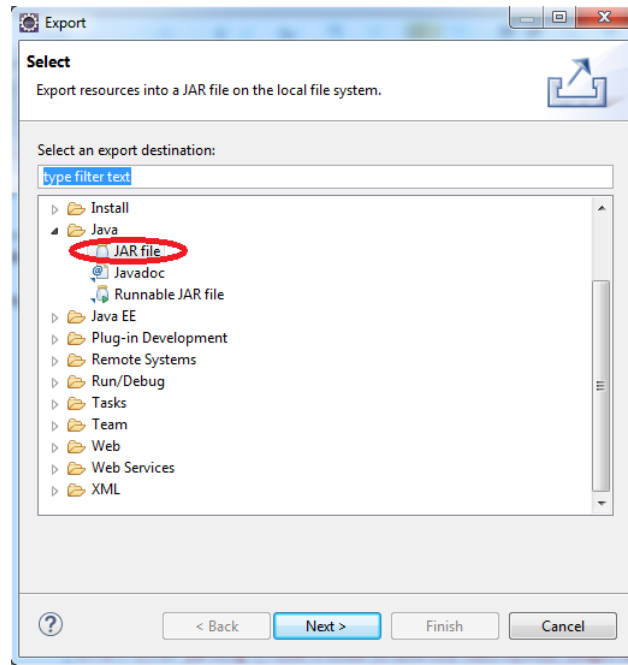 Export
Select
Export resources into a JAR file on the local file system.
Select an export destination:
type filter text
Install
Java
JAR file
Javadoc
Runnable JAR file
Java EE
Plug-in Development
Remote Systems
Run/Debug
Tasks
Team
Web
Web Services
XML
? < Back Next > Finish Cancel